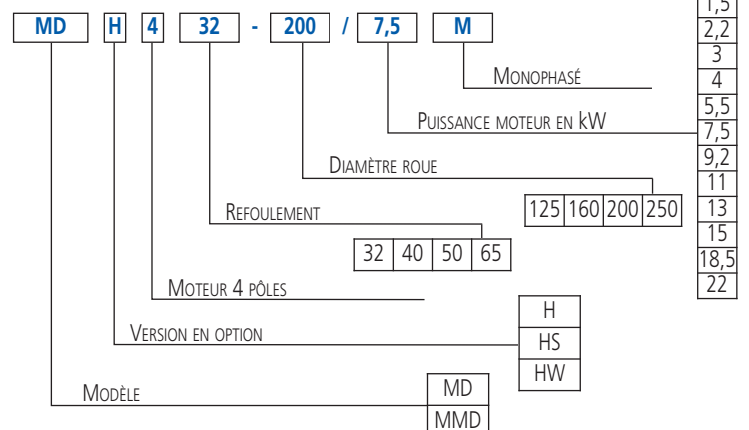 1,5
MD H 4 32 - 200 / 7,5 M
2,2
3
MONOPHASÉ
4
5,5
PUISSANCE MOTEUR EN kW
7,5
9,2
DIAMÈTRE ROUE
11
125 160 200 250
13
REFOULEMENT
15
32 40 50 65
18,5
22
MOTEUR 4 PÔLES
H
VERSION EN OPTION
HS
HW
MODÈLE
MD
MMD